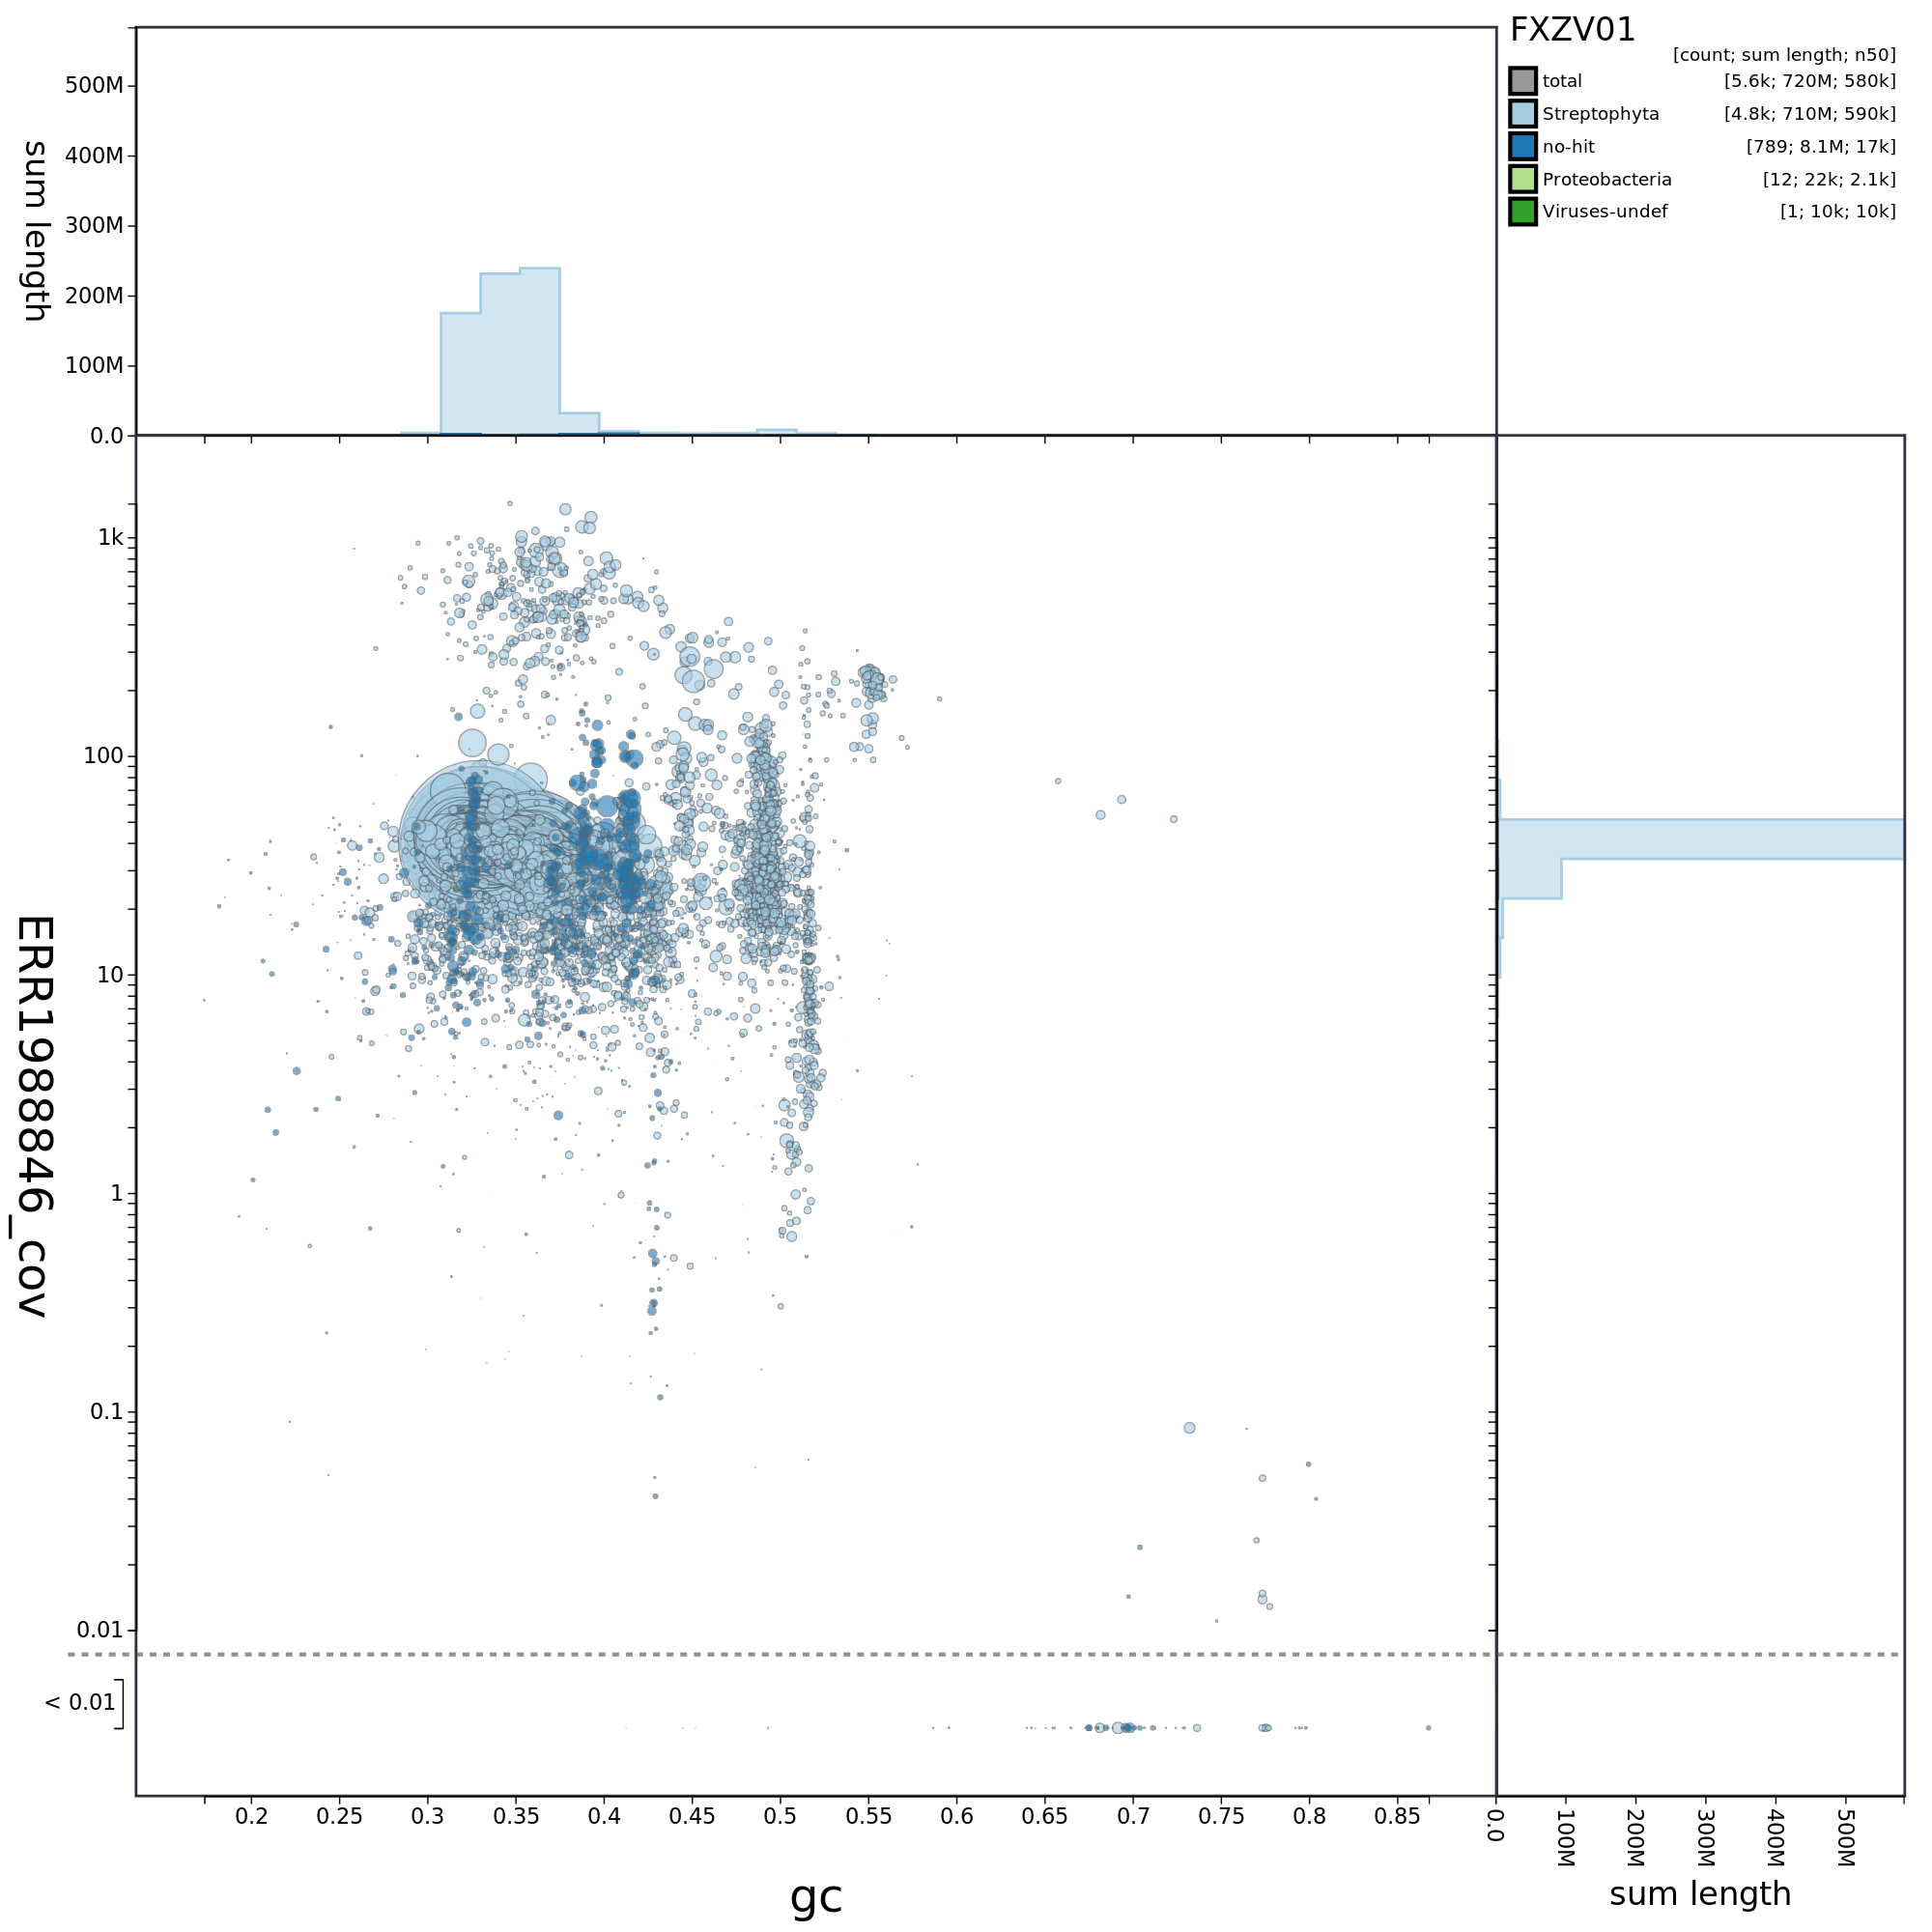 FXZV01
[count; sum length; n50]
total [5.6k; 720M; 580k]
Streptophyta [4.8k; 710M; 590k]
no-hit [789; 8.1M; 17k]
Proteobacteria [12; 22k; 2.1k]
Viruses-undef [1; 10k; 10k]
sum length
500M
400M
300M
200M
100M
0.0
ERR1988846_cov
1k
100
10
1
0.1
0.01
< 0.01
0.2 0.25 0.3 0.35 0.4 0.45 0.5 0.55 0.6 0.65 0.7 0.75 0.8 0.85
gc
0.0 100M 200M 300M 400M 500M
sum length